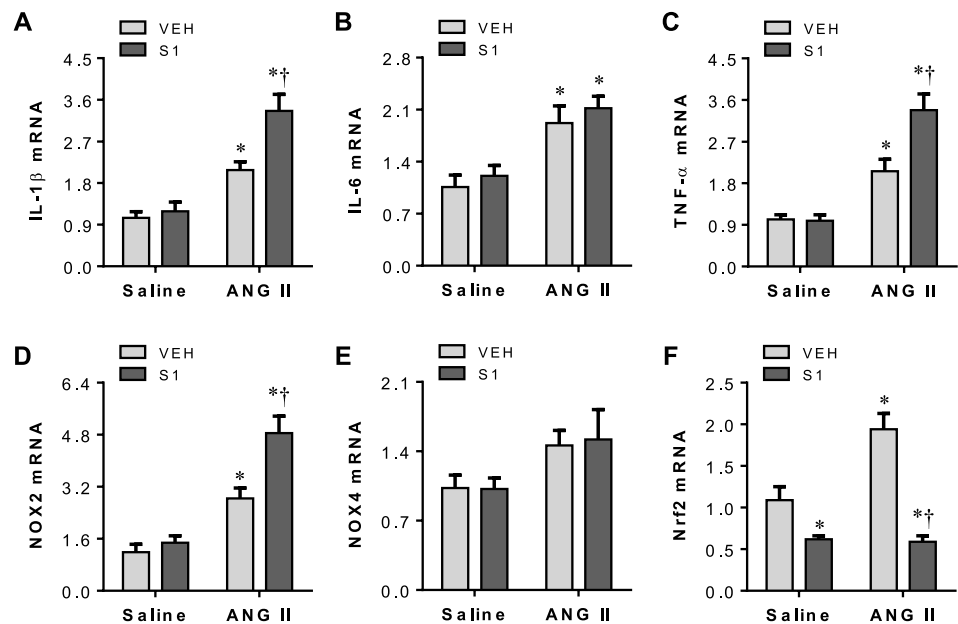 A
VEH
S1
IL-1β mRNA
4.5
3.6
2.7
1.8
0.9
0.0
*
*†
Saline
ANG II
B
VEH
S1
IL-6 mRNA
2.8
2.1
1.4
0.7
0.0
*
*
Saline
ANG II
C
VEH
S1
TNF-α mRNA
4.5
3.6
2.7
1.8
0.9
0.0
*
*†
Saline
ANG II
D
VEH
S1
NOX2 mRNA
6.4
4.8
3.2
1.6
0.0
*
*†
Saline
ANG II
E
VEH
S1
NOX4 mRNA
2.1
1.4
0.7
0.0
Saline
ANG II
F
VEH
S1
Nrf2 mRNA
2.5
2.0
1.5
1.0
0.5
0.0
*
*
*†
Saline
ANG II